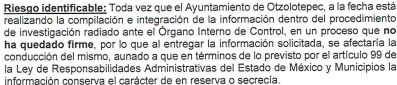 Riesgo identificable: Toda vez que el Ayuntamiento de Otzolotepec, a la fecha está
realizando la compilación e integración de la información dentro del procedimiento
de investigación radiado ante el Órgano Interno de Control, en un proceso que no
ha quedado firme, por lo que al entregar la información solicitada, se afectaría la
conducción del mismo, aunado a que en términos de lo previsto por el artículo 99 de
la Ley de Responsabilidades Administrativas del Estado de México y Municipios la
información conserva el carácter de en reserva o secrecía.